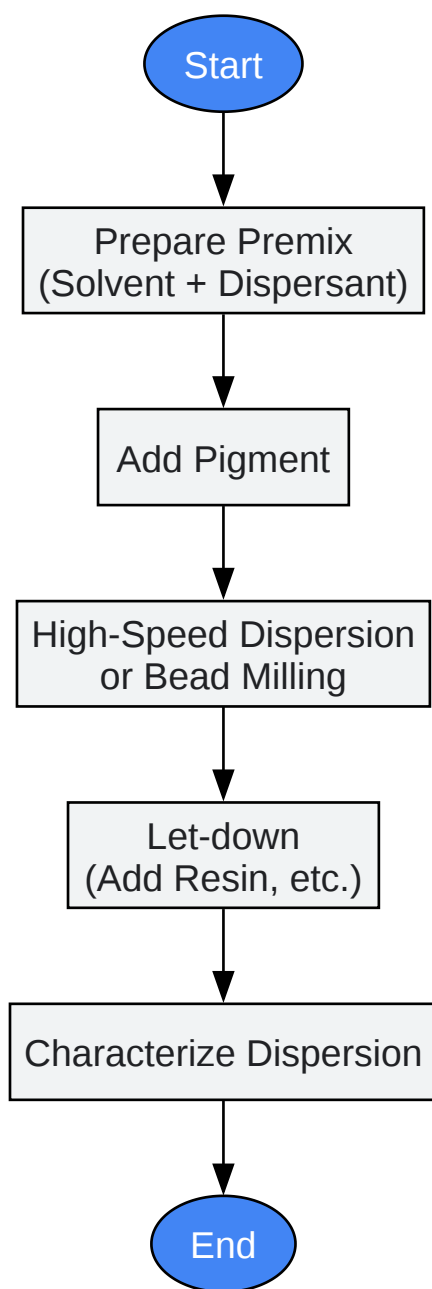 Start
Prepare Premix
(Solvent + Dispersant)
Add Pigment
High-Speed Dispersion
or Bead Milling
Let-down
(Add Resin, etc.)
Characterize Dispersion
End